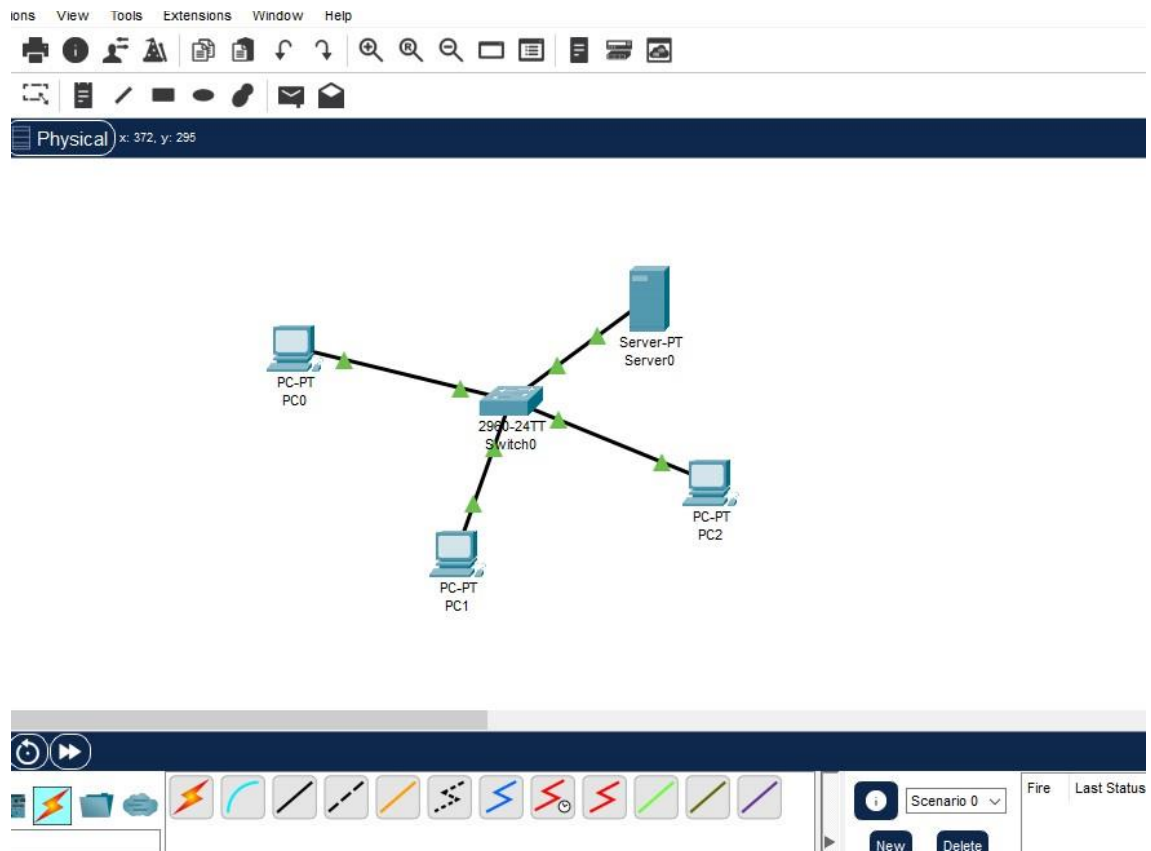 ions View Tools Extensions Window Help
R
Physical x: 372, y: 295
Server-PT
Server0
PC-PT
PC0
2960-24TT
Switch0
PC-PT
PC2
PC-PT
PC1
Scenario 0
Fire Last Status
New Delete